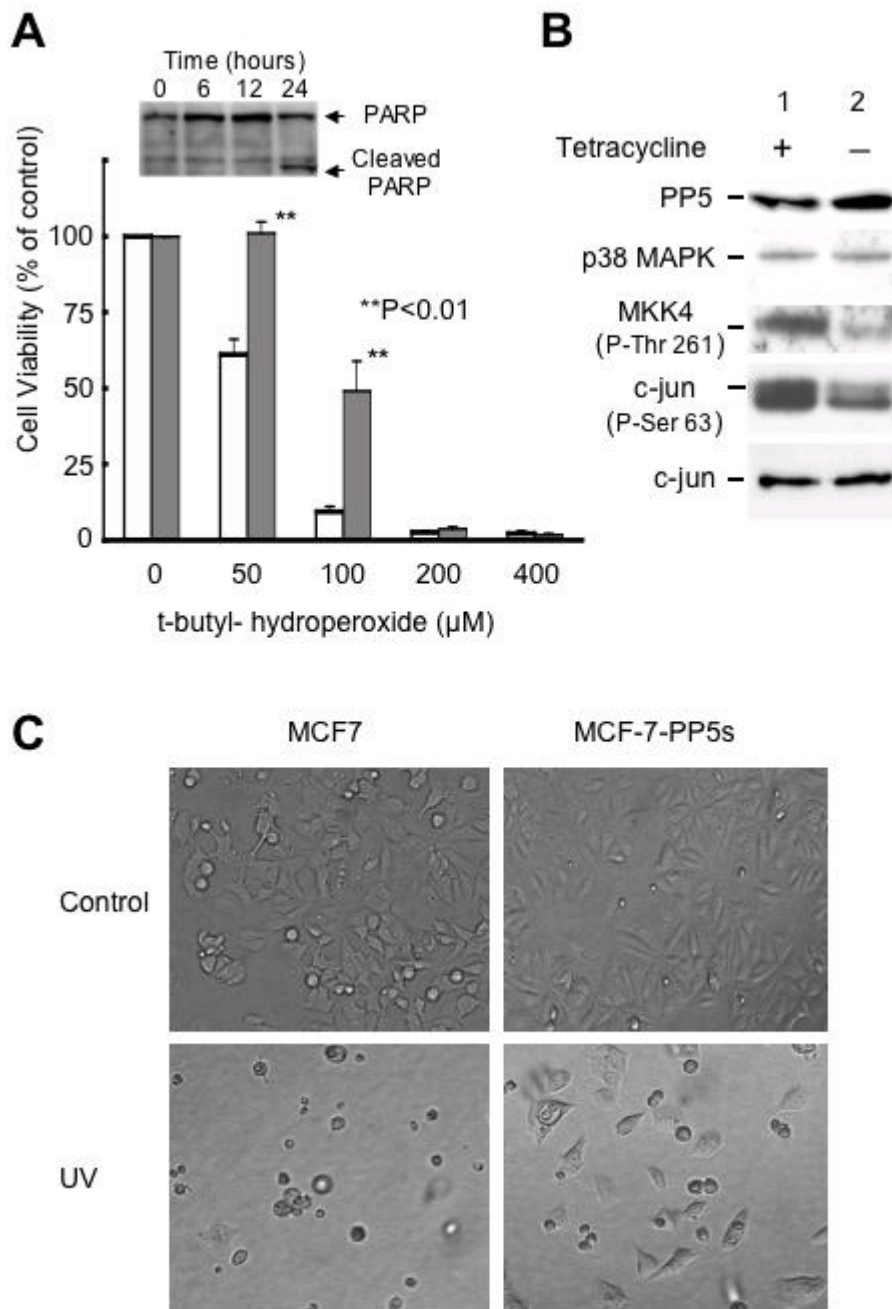 A
Time (hours)
0 6 12 24
PARP
Cleaved
PARP
Cell Viability (% of control)
100
75
50
25
0
**
**P<0.01
**
0 50 100 200 400
t-butyl- hydroperoxide (µM)
B
1 2
Tetracycline + –
PP5
p38 MAPK
MKK4
(P-Thr 261)
c-jun
(P-Ser 63)
c-jun
C
MCF7 MCF-7-PP5s
Control
UV